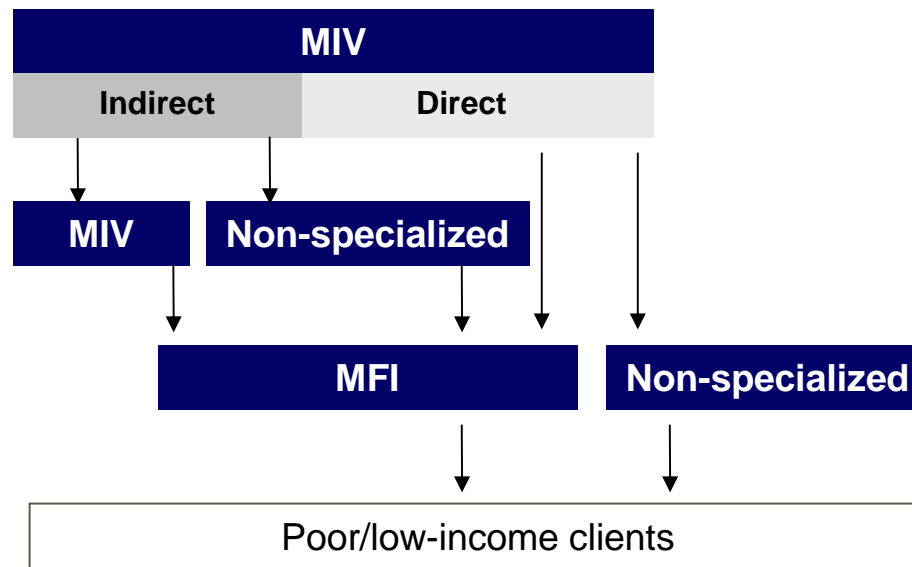 MIV
Indirect Direct
MIV Non-specialized
MFI Non-specialized
Poor/low-income clients